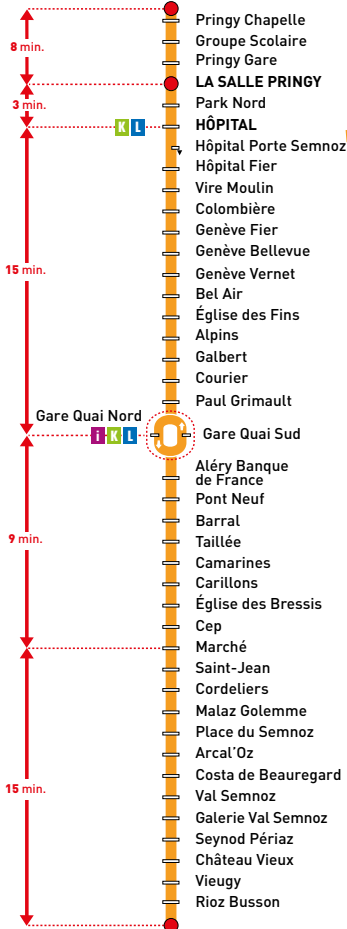 Pringy Chapelle
Groupe Scolaire
8 min.
Pringy Gare
LA SALLE PRINGY
3 min.
Park Nord
K L
HÔPITAL
Hôpital Porte Semnoz
Hôpital Fier
Vire Moulin
Colombière
Genève Fier
Genève Bellevue
15 min.
Genève Vernet
Bel Air
Église des Fins
Alpins
Galbert
Courier
Paul Grimault
Gare Quai Nord
i K L
Gare Quai Sud
Aléry Banque
de France
Pont Neuf
Barral
9 min.
Taillée
Camarines
Carillons
Église des Bressis
Cep
Marché
Saint-Jean
Cordeliers
Malaz Golemme
Place du Semnoz
Arcal'Oz
Costa de Beauregard
15 min.
Val Semnoz
Galerie Val Semnoz
Seynod Périaz
Château Vieux
Vieugy
Rioz Busson